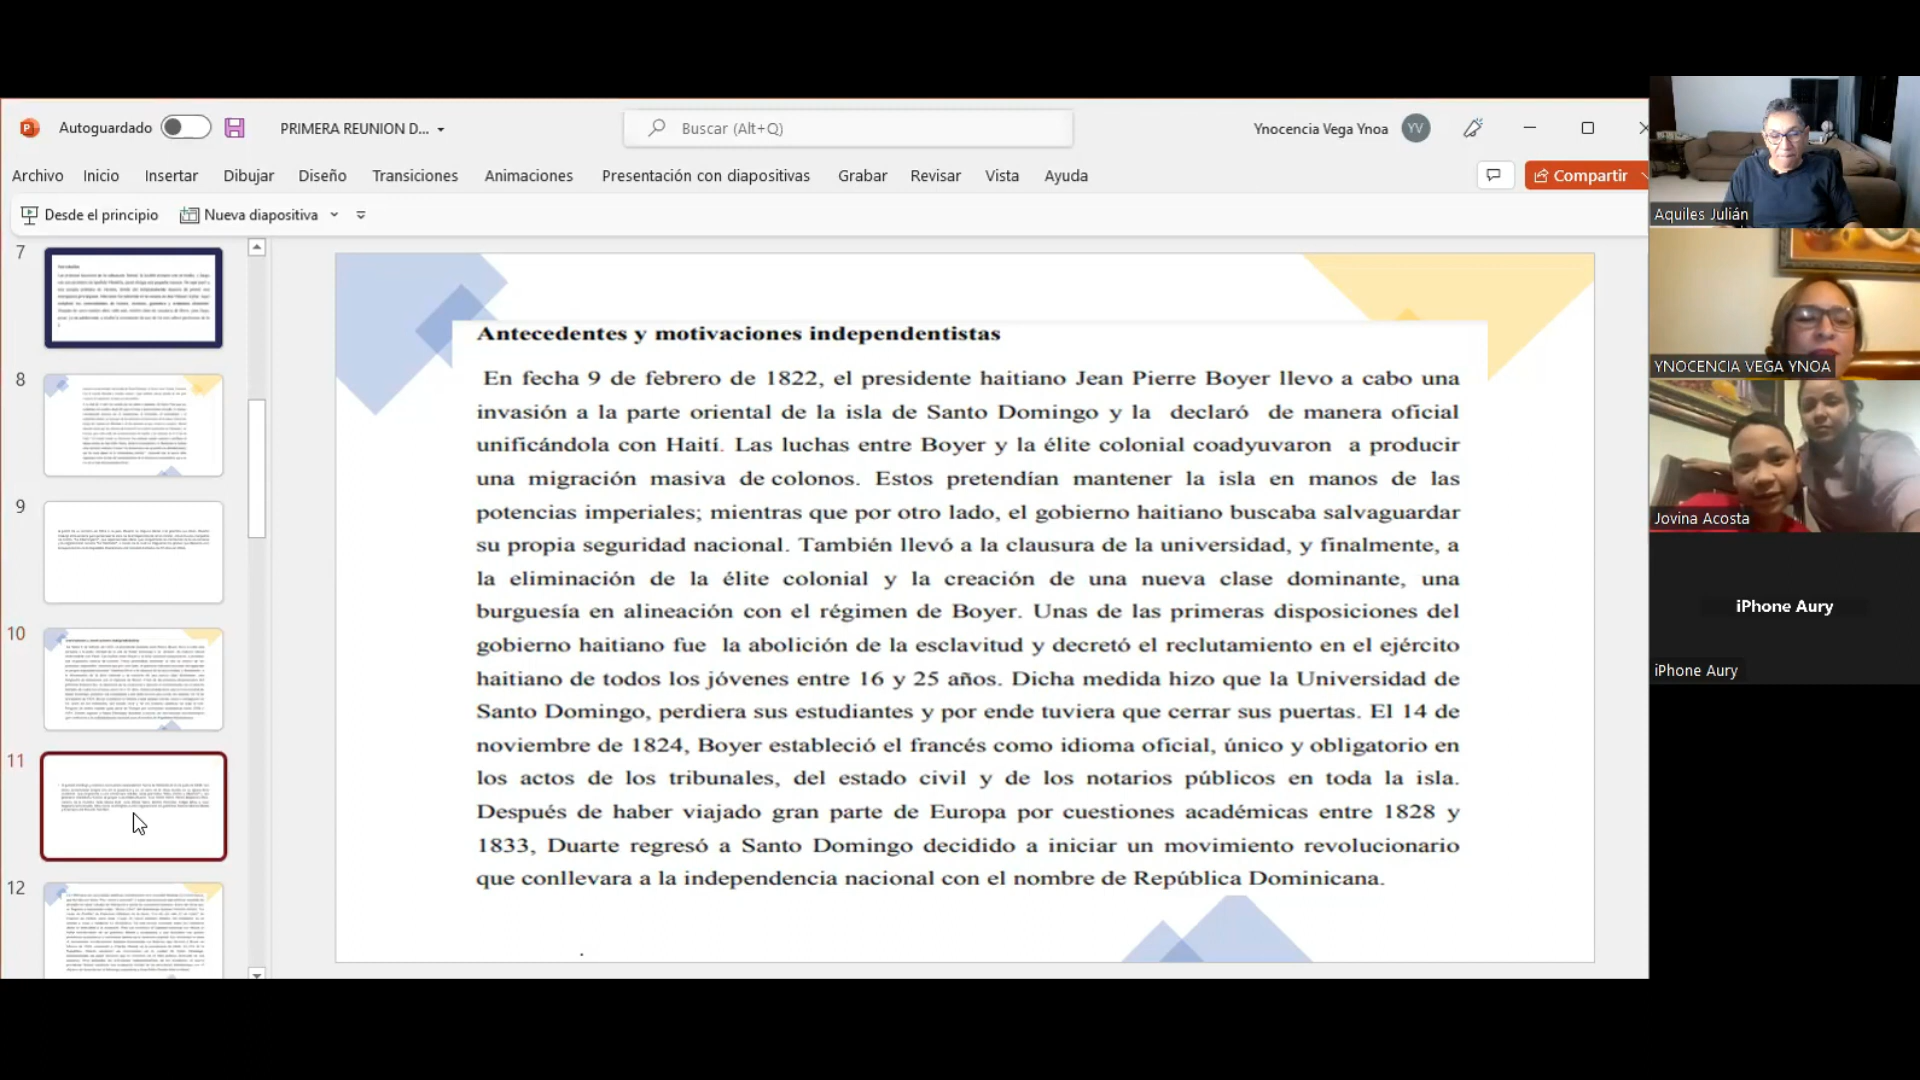 Autoguardado
PRIMERA REUNION D...
Buscar (Alt+Q)
Ynocencia Vega Ynoa
YV
Archivo Inicio Insertar Dibujar Diseño Transiciones Animaciones Presentación con diapositivas Grabar Revisar Vista Ayuda
Compartir
Desde el principio Nueva diapositiva
7
8
9
10
11
12
Antecedentes y motivaciones independentistas
En fecha 9 de febrero de 1822, el presidente haitiano Jean Pierre Boyer llevo a cabo una
invasión a la parte oriental de la isla de Santo Domingo y la declaró de manera oficial
unificándola con Haití. Las luchas entre Boyer y la élite colonial coadyuvaron a producir
una migración masiva de colonos. Estos pretendían mantener la isla en manos de las
potencias imperiales; mientras que por otro lado, el gobierno haitiano buscaba salvaguardar
su propia seguridad nacional. También llevó a la clausura de la universidad, y finalmente, a
la eliminación de la élite colonial y la creación de una nueva clase dominante, una
burguesía en alineación con el régimen de Boyer. Unas de las primeras disposiciones del
gobierno haitiano fue la abolición de la esclavitud y decretó el reclutamiento en el ejército
haitiano de todos los jóvenes entre 16 y 25 años. Dicha medida hizo que la Universidad de
Santo Domingo, perdiera sus estudiantes y por ende tuviera que cerrar sus puertas. El 14 de
noviembre de 1824, Boyer estableció el francés como idioma oficial, único y obligatorio en
los actos de los tribunales, del estado civil y de los notarios públicos en toda la isla.
Después de haber viajado gran parte de Europa por cuestiones académicas entre 1828 y
1833, Duarte regresó a Santo Domingo decidido a iniciar un movimiento revolucionario
que conllevara a la independencia nacional con el nombre de República Dominicana.
.
Aquiles Julián
YNOCENCIA VEGA YNOA
Jovina Acosta
iPhone Aury
iPhone Aury